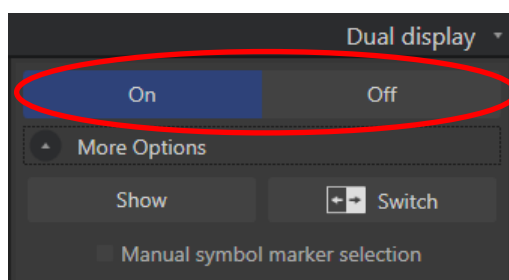 Dual display
On Off
More Options
Show Switch
Manual symbol marker selection